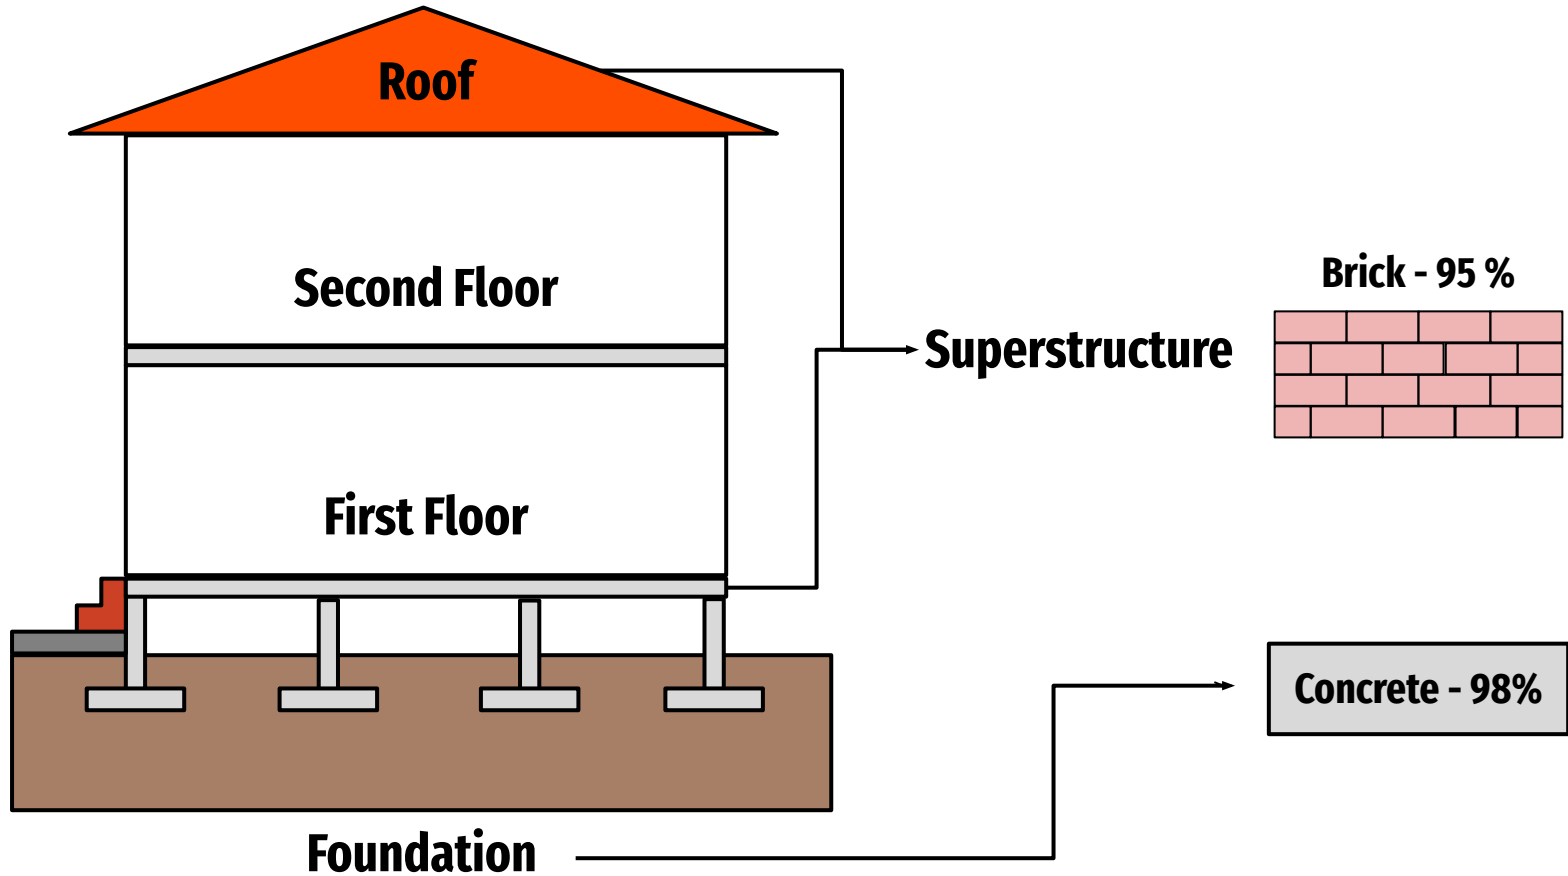 Roof
Second Floor
Brick - 95 %
Superstructure
First Floor
Concrete - 98%
Foundation